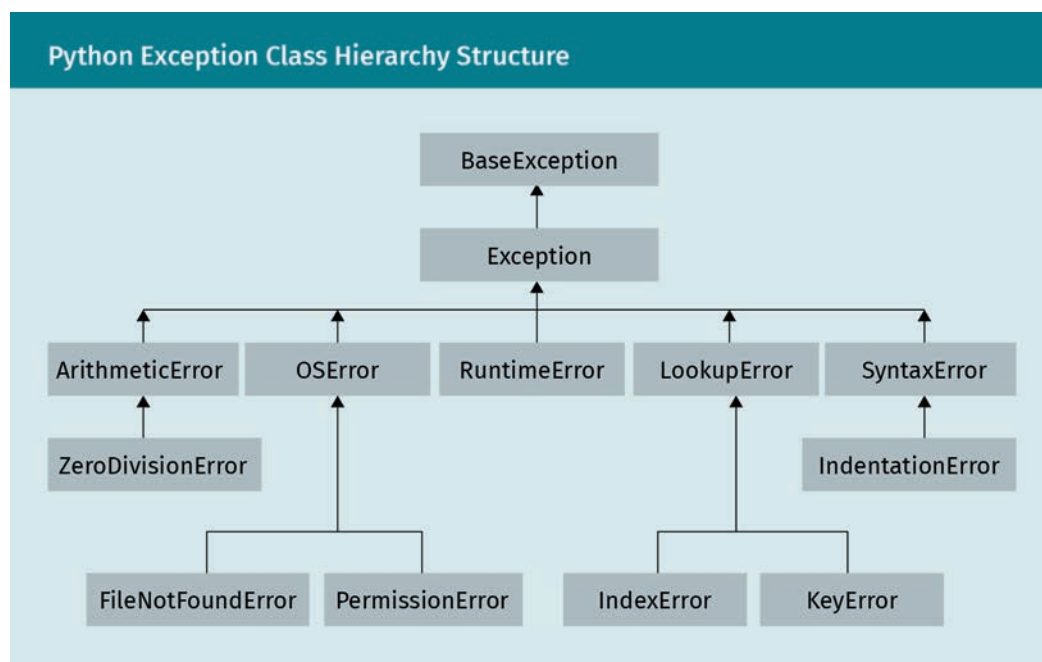 Python Exception Class Hierarchy Structure
BaseException
Exception
ArithmeticError
OSError
RuntimeError
LookupError
SyntaxError
ZeroDivisionError
IndentationError
FileNotFoundError
PermissionError
IndexError
KeyError